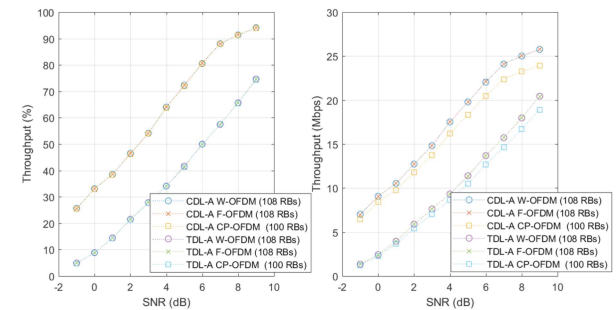 100
90
80
70
60
50
40
30
20
10
0
-2
0
2
4
6
8
10
Throughput (%)
SNR (dB)
CDL-A W-OFDM (108 RBs)
CDL-A F-OFDM (108 RBs)
CDL-A CP-OFDM (100 RBs)
TDL-A W-OFDM (108 RBs)
TDL-A F-OFDM (108 RBs)
TDL-A CP-OFDM (100 RBs)
30
25
20
15
10
5
0
-2
0
2
4
6
8
10
Throughput (Mbps)
SNR (dB)
CDL-A W-OFDM (108 RBs)
CDL-A F-OFDM (108 RBs)
CDL-A CP-OFDM (100 RBs)
TDL-A W-OFDM (108 RBs)
TDL-A F-OFDM (108 RBs)
TDL-A CP-OFDM (100 RBs)